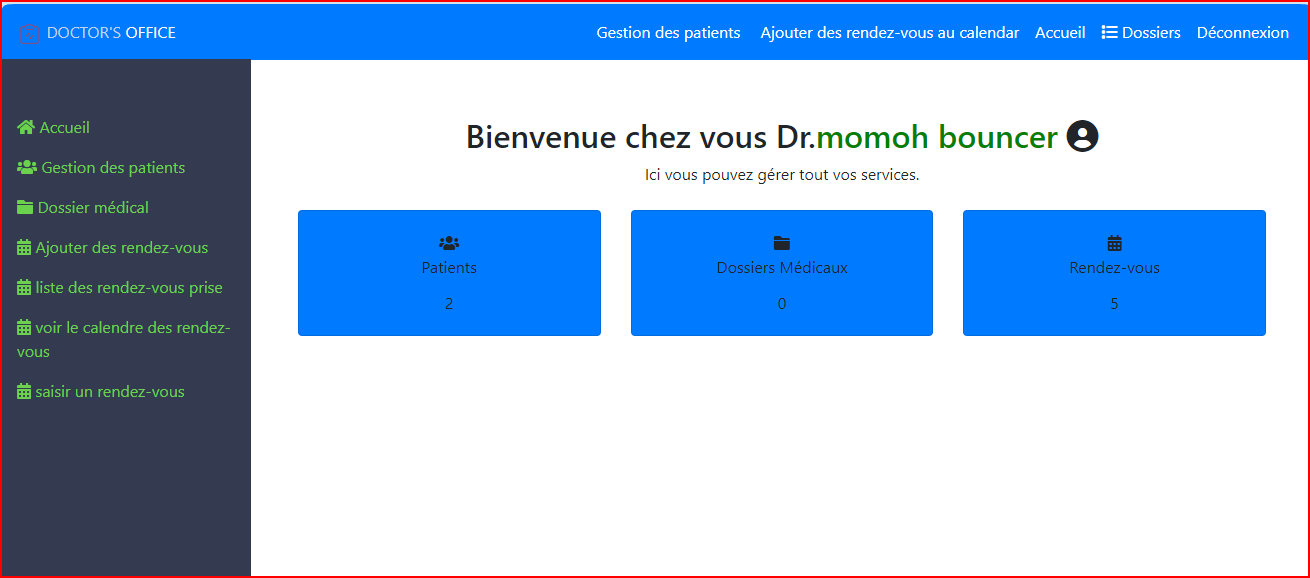 DOCTOR'S OFFICE
Gestion des patients
Ajouter des rendez-vous au calendar
Accueil
Dossiers
Déconnexion
Accueil
Gestion des patients
Dossier médical
Ajouter des rendez-vous
liste des rendez-vous prise
voir le calendre des rendez-
vous
saisir un rendez-vous
Bienvenue chez vous Dr.momoh bouncer
Ici vous pouvez gérer tout vos services.
Patients
2
Dossiers Médicaux
0
Rendez-vous
5